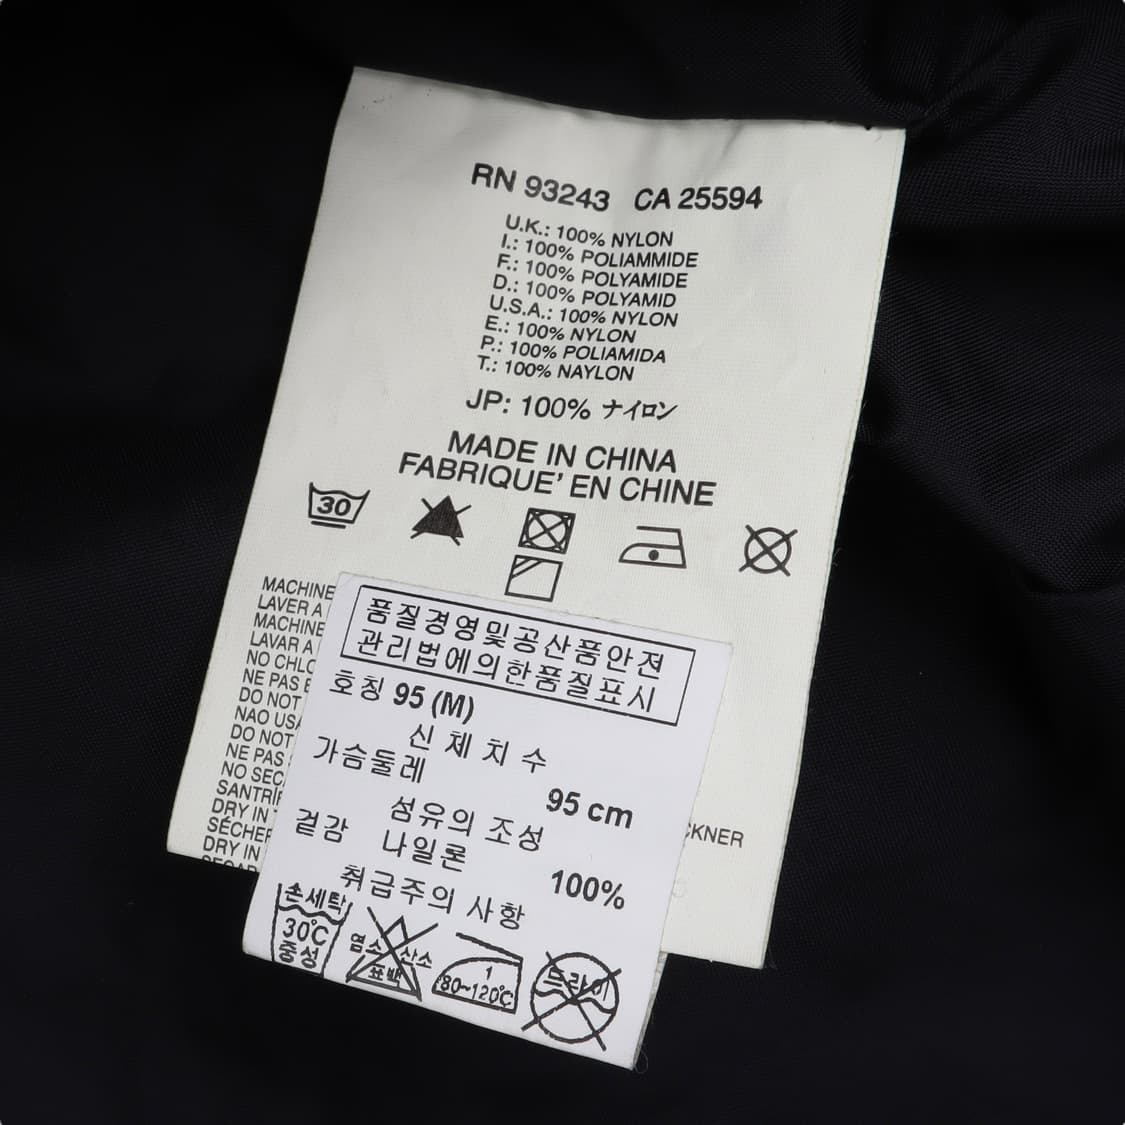 RN 93243 CA 25594
U.K.: 100% NYLON
I.: 100% POLIAMMIDE
F.: 100% POLYAMIDE
D.: 100% POLYAMID
U.S.A.: 100% NYLON
E.: 100% NYLON
P.: 100% POLIAMIDA
T.: 100% NAYLON
JP: 100% ナイロン
MADE IN CHINA
FABRIQUE' EN CHINE
30
MACHINE
LAVER A
MACHINE
LAVAR A
NO
NE PAS
DO NOT
NAO
DO NOT
NE PAS
NO
DRY IN
DRY IN
품질경영및공산품안전
관리법에의한품질표시
호칭 95 (M)
신체치수
가슴둘레
95 cm
섬유의 조성
겉감 나일론
100%
취급주의 사항
손세탁
30℃
중성
염소 산소
표백
1
80~120℃
드라이